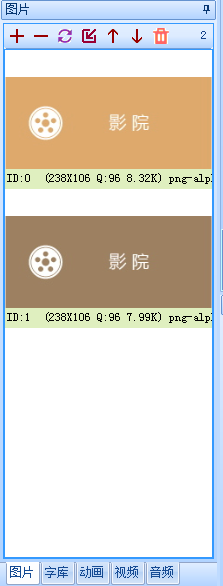 图片
2
影院
ID:0 (238X106 Q:96 8.32K) png-alp
影院
ID:1 (238X106 Q:96 7.99K) png-alp
图片 字库 动画 视频 音频